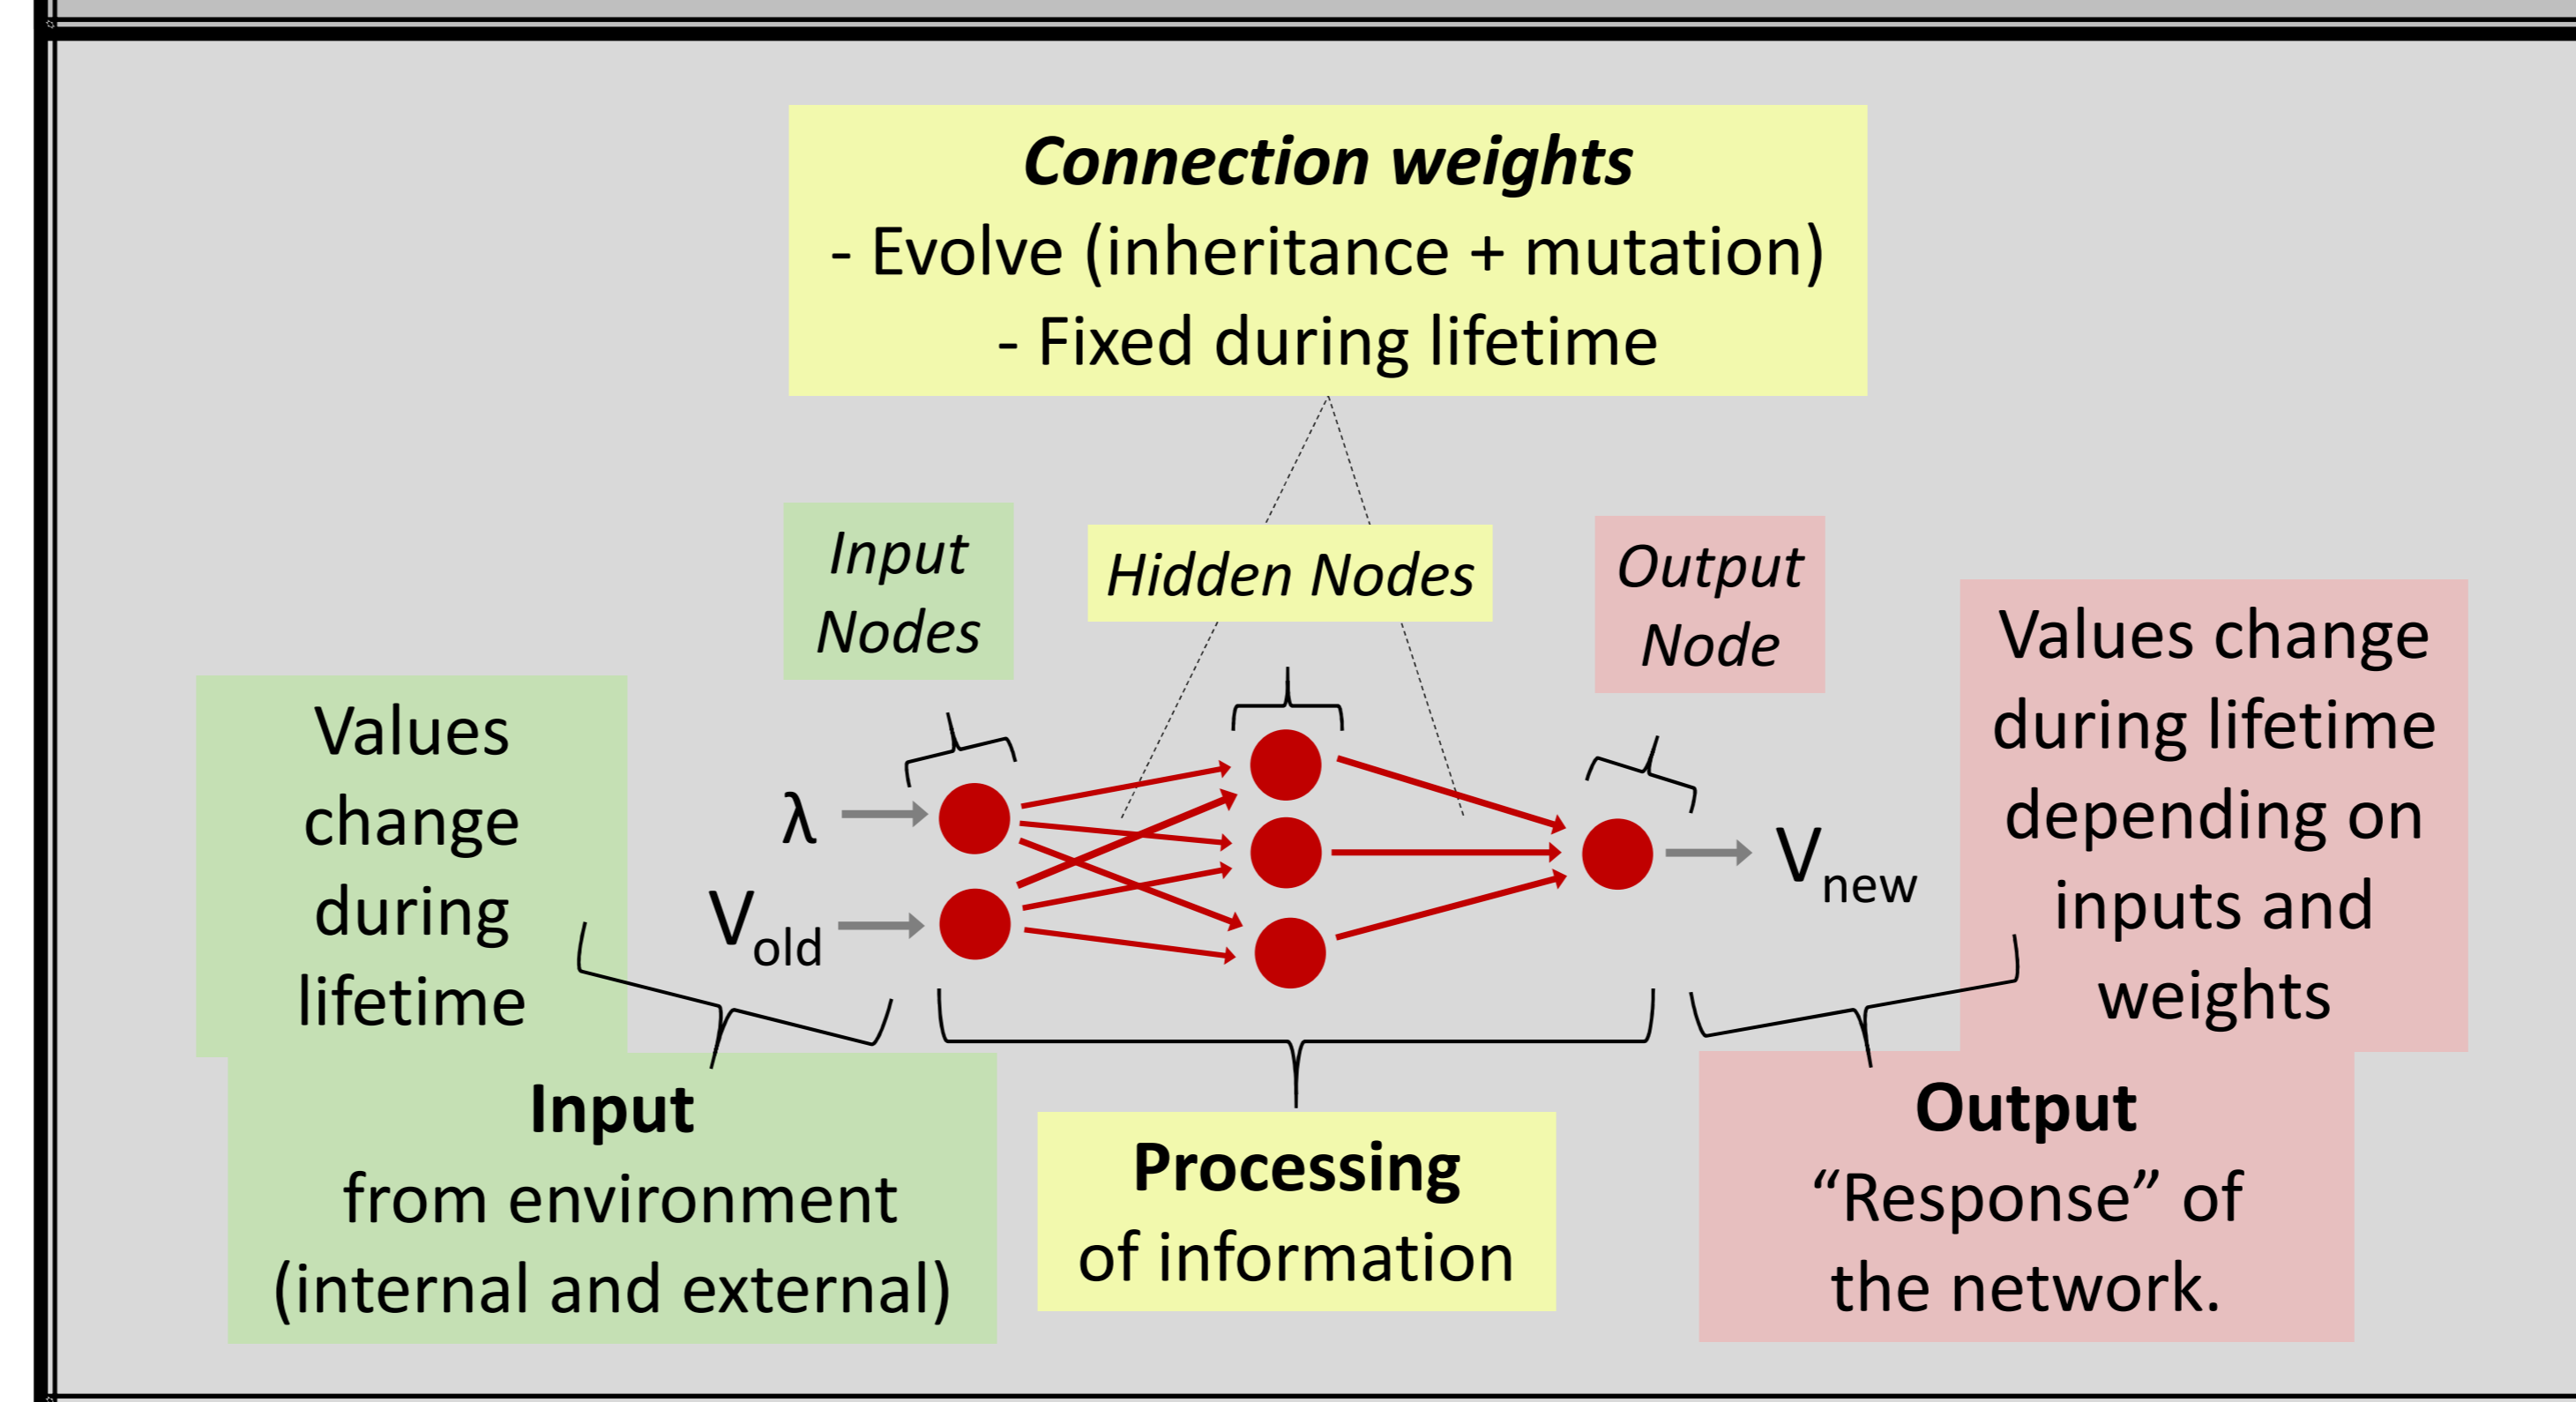 Connection weights
- Evolve (inheritance + mutation)
- Fixed during lifetime
Input
Nodes
Hidden Nodes
Output
Node
Values
change
during
lifetime
λ
V old
V new
Values change
during lifetime
depending on
inputs and
weights
Input
from environment
(internal and external)
Processing
of information
Output
“Response” of
the network.